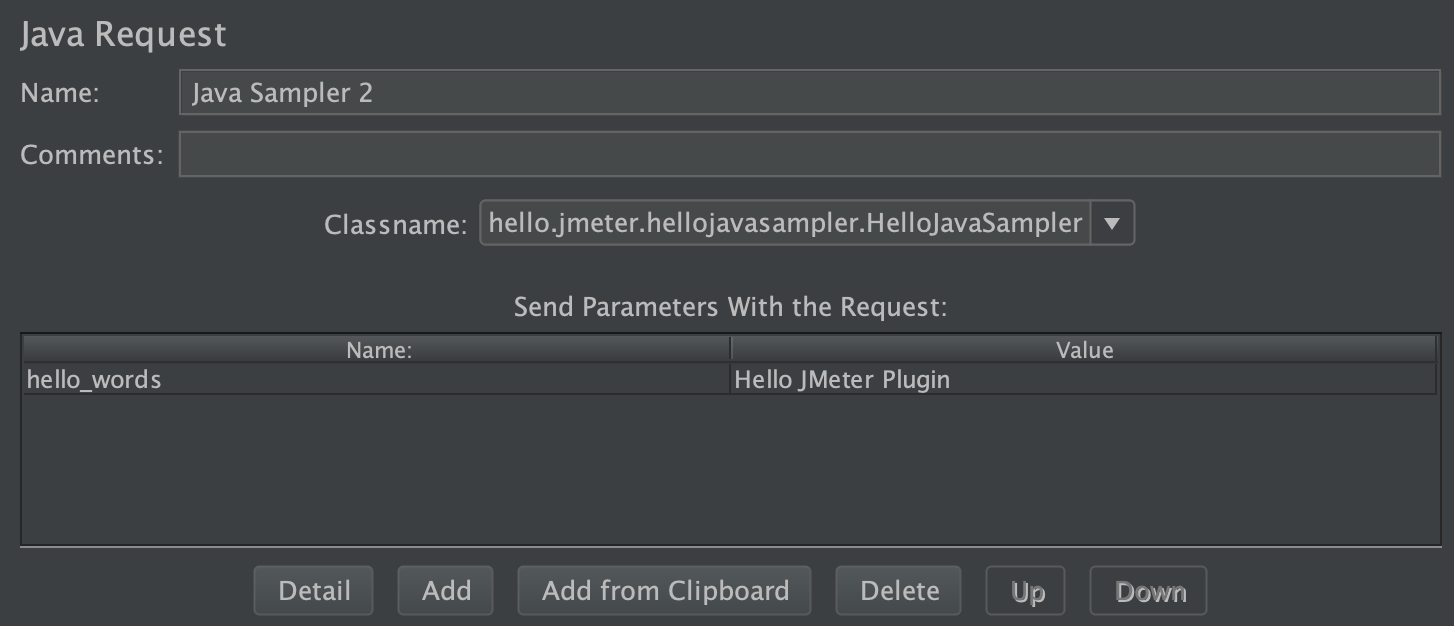 Java Request
Name: Java Sampler 2
Comments:
Classname: hello.jmeter.hellojavasampler.HelloJavaSampler
Send Parameters With the Request:
Name: Value
hello_words Hello JMeter Plugin
Detail Add Add from Clipboard Delete Up Down